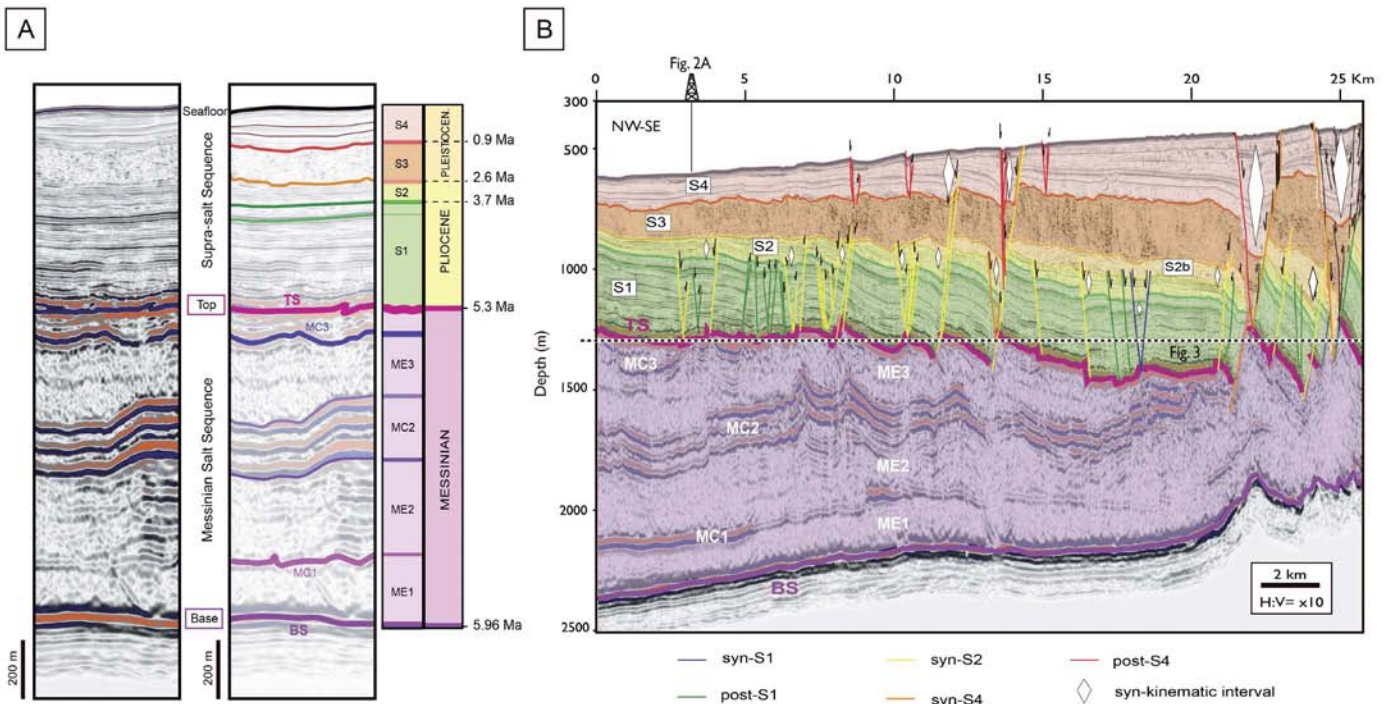 A
Seafloor
Supra-salt Sequence
Top
Messinian Salt Sequence
Base
200 m
200 m
TS
MC3
MC1
BS
S4
S3
S2
S1
ME3
MC2
ME2
ME1
PLEISTOCEN.
PLIOCENE
MESSINIAN
0.9 Ma
2.6 Ma
3.7 Ma
5.3 Ma
5.96 Ma
B
Fig. 2A
0 5 10 15 20 25 Km
300
500
1000
1500
2000
2500
Depth (m)
NW-SE
S4
S3
S2
S2b
S1
TS
Fig. 3
MC3
ME3
MC2
ME2
MC1
ME1
BS
2 km
H:V= x10
syn-S1
syn-S2
post-S4
post-S1
syn-S4
syn-kinematic interval